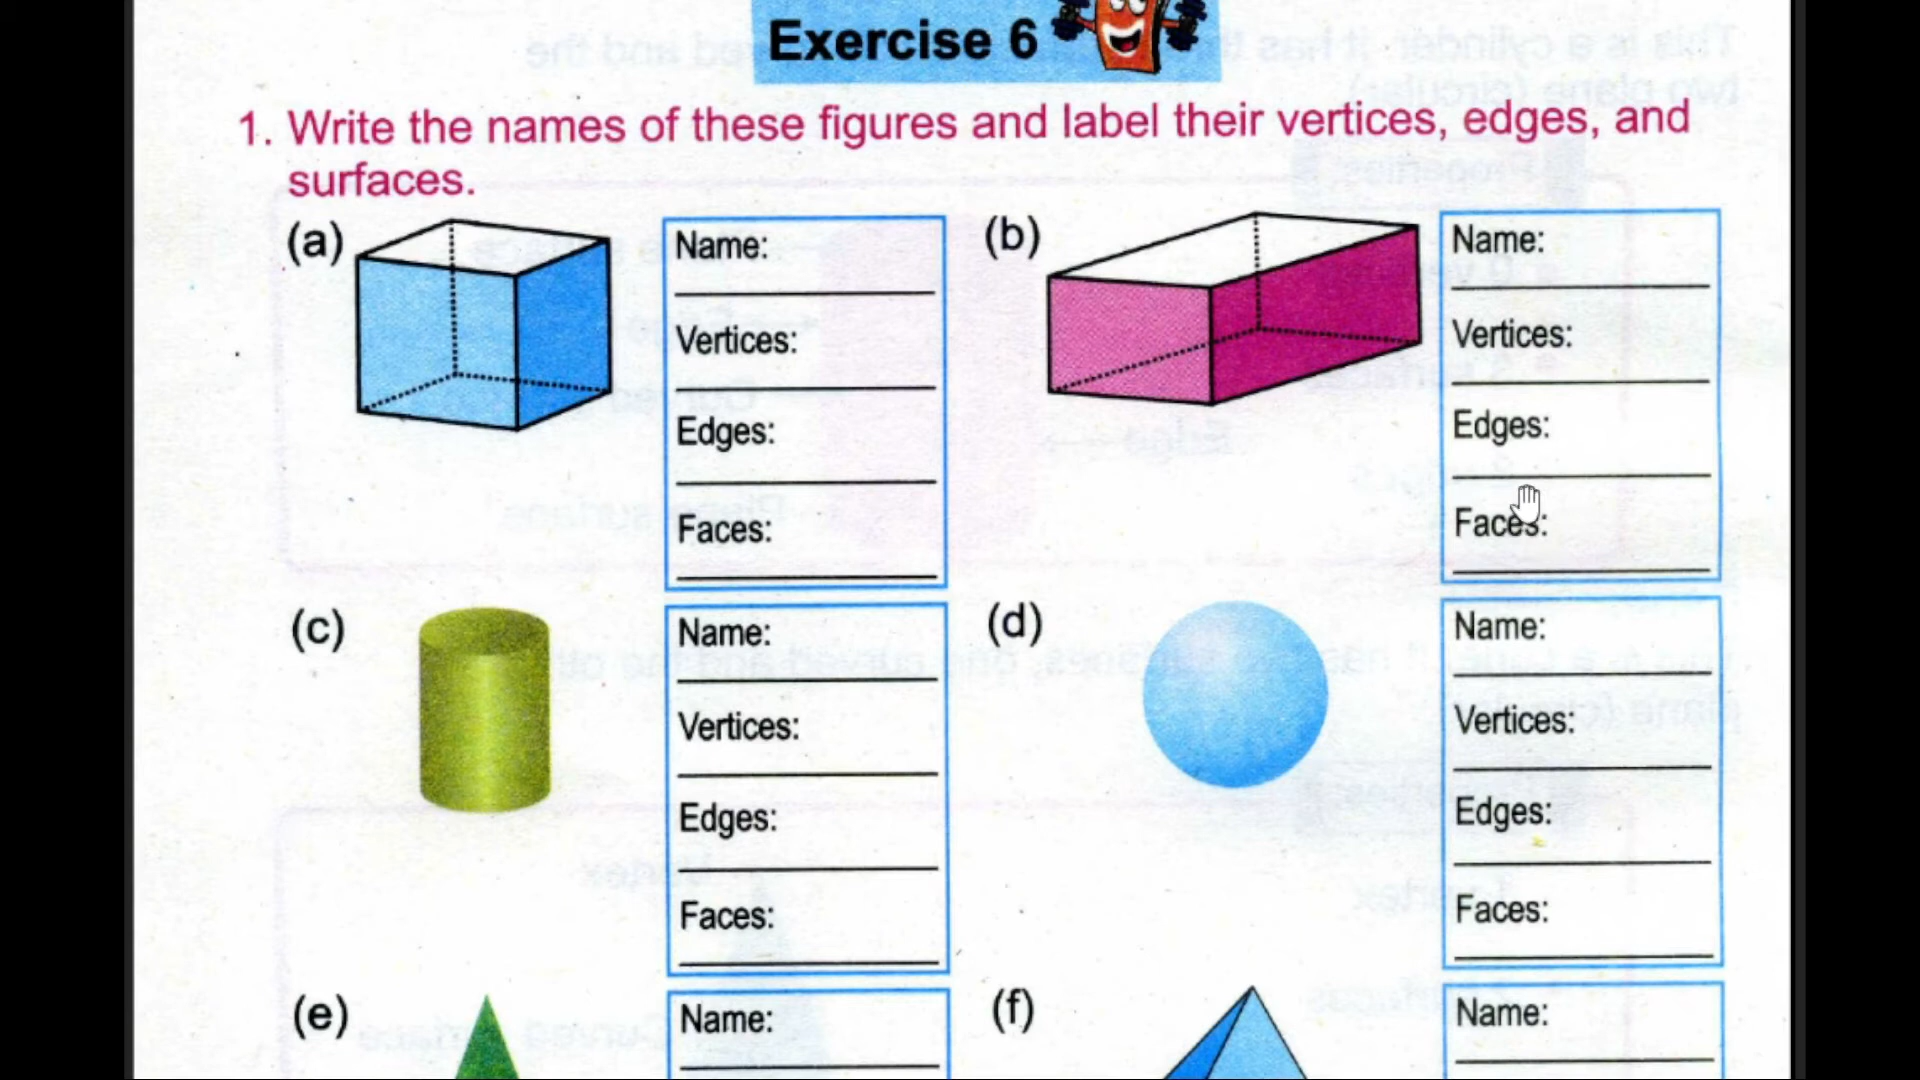 Exercise 6
1. Write the names of these figures and label their vertices, edges, and
surfaces.
(a)
Name:
Vertices:
Edges:
Faces:
(b)
Name:
Vertices:
Edges:
Faces:
(c)
Name:
Vertices:
Edges:
Faces:
(d)
Name:
Vertices:
Edges:
Faces:
(e)
Name:
(f)
Name: